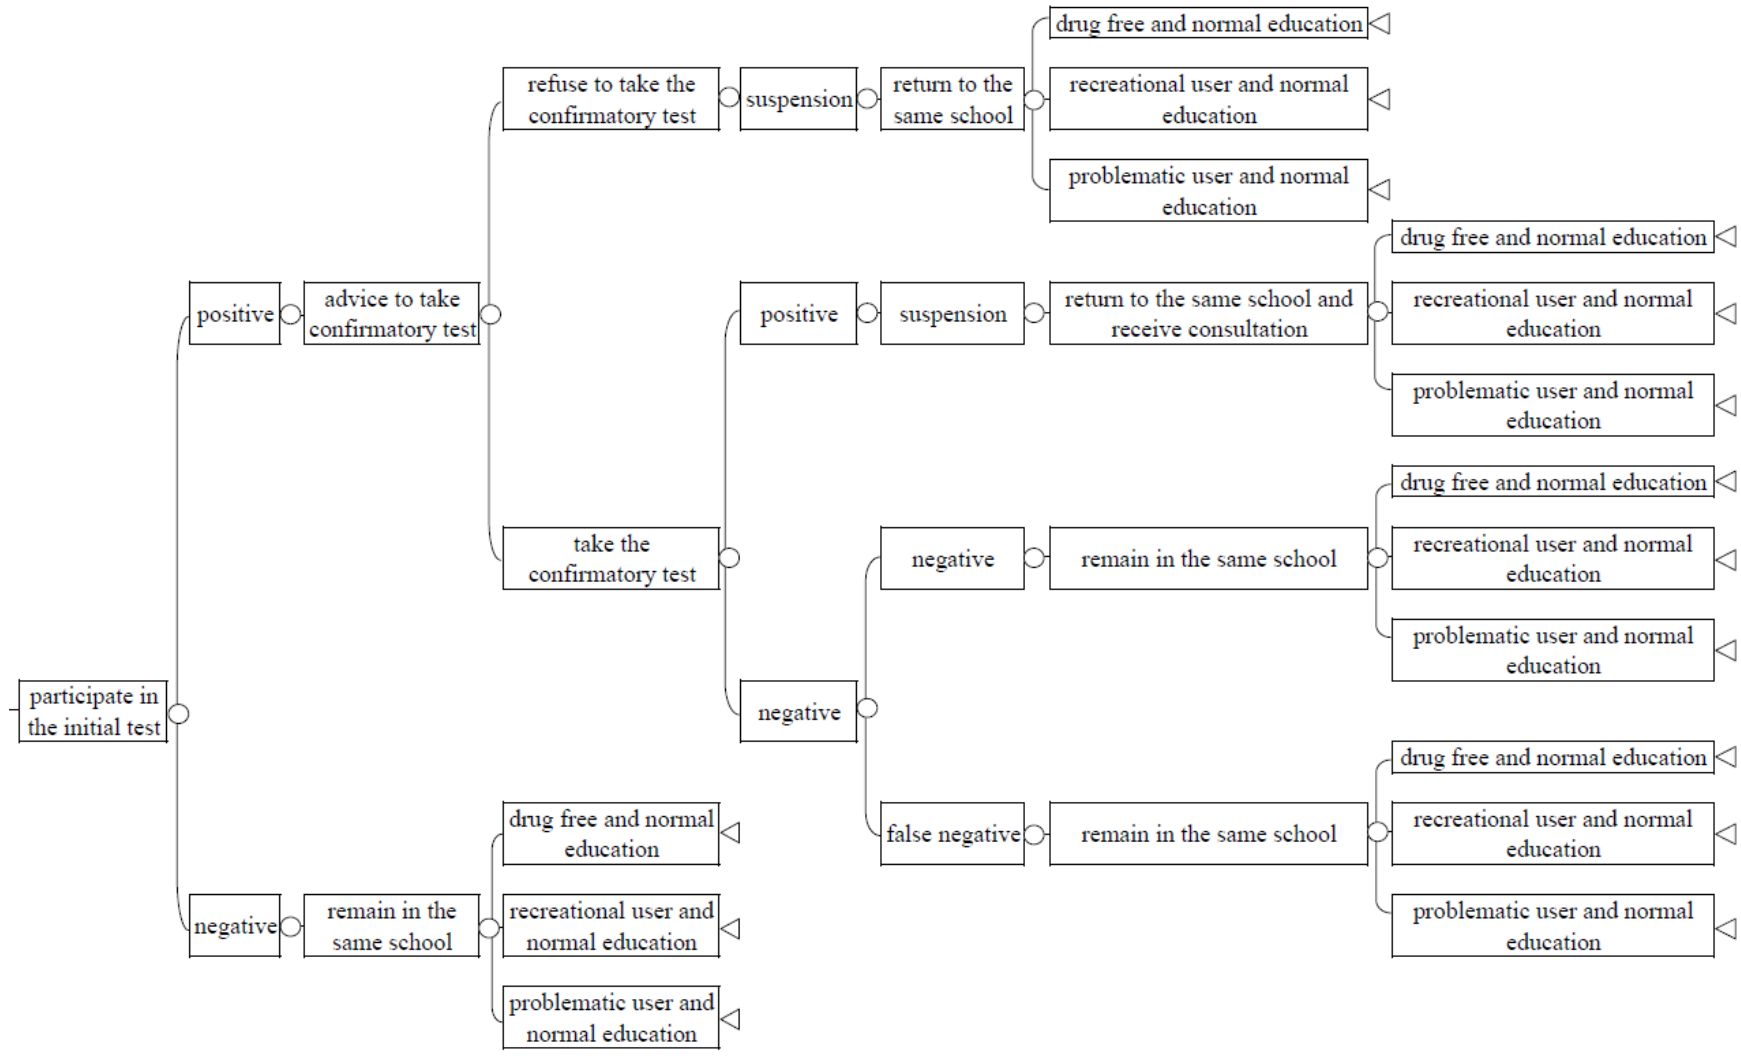 drug free and normal education
refuse to take the
confirmatory test
suspension
return to the
same school
recreational user and normal
education
problematic user and normal
education
drug free and normal education
positive
advice to take
confirmatory test
positive
suspension
return to the same school and
receive consultation
recreational user and normal
education
problematic user and normal
education
drug free and normal education
take the
confirmatory test
negative
remain in the same school
recreational user and normal
education
problematic user and normal
education
participate in
the initial test
negative
drug free and normal education
false negative
remain in the same school
recreational user and normal
education
problematic user and normal
education
drug free and normal
education
negative
remain in the
same school
recreational user and
normal education
problematic user and
normal education